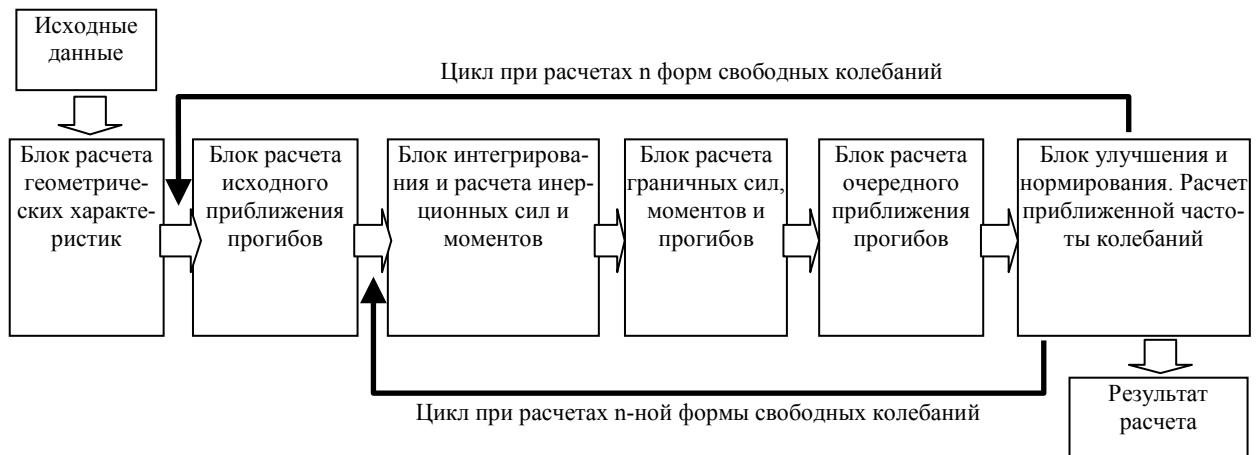 Исходные
данные
Цикл при расчетах n форм свободных колебаний
Блок расчета
геометриче-
ских характе-
ристик
Блок расчета
исходного
приближения
прогибов
Блок интегрирова-
ния и расчета инер-
ционных сил и
моментов
Блок расчета
граничных сил,
моментов и
прогибов
Блок расчета
очередного
приближения
прогибов
Блок улучшения и
нормирования. Расчет
приближенной часто-
ты колебаний
Цикл при расчетах n-ной формы свободных колебаний
Результат
расчета